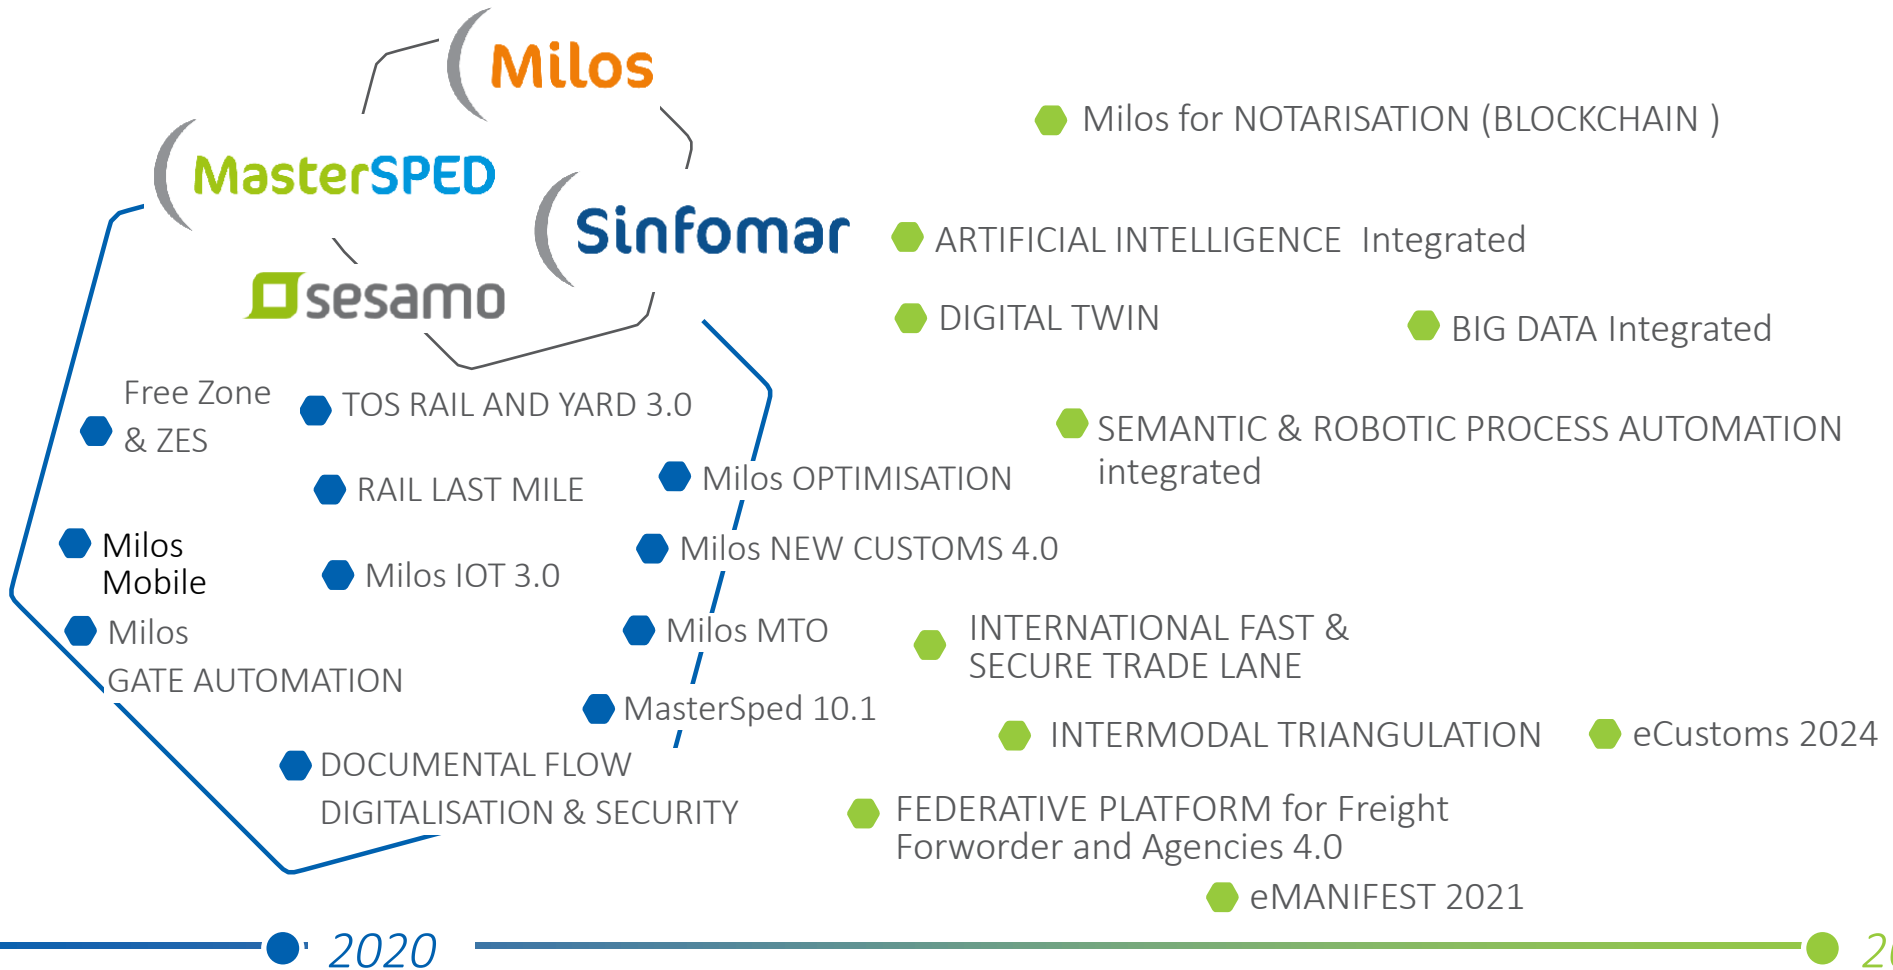 Milos
MasterSPED
Sinfomar
sesamo
Milos for NOTARISATION (BLOCKCHAIN )
ARTIFICIAL INTELLIGENCE Integrated
DIGITAL TWIN
BIG DATA Integrated
Free Zone
& ZES
TOS RAIL AND YARD 3.0
SEMANTIC & ROBOTIC PROCESS AUTOMATION
integrated
RAIL LAST MILE
Milos OPTIMISATION
Milos
Mobile
Milos IOT 3.0
Milos NEW CUSTOMS 4.0
Milos
GATE AUTOMATION
Milos MTO
INTERNATIONAL FAST &
SECURE TRADE LANE
MasterSped 10.1
INTERMODAL TRIANGULATION
eCustoms 2024
DOCUMENTAL FLOW
DIGITALISATION & SECURITY
FEDERATIVE PLATFORM for Freight
Forworder and Agencies 4.0
eMANIFEST 2021
2020